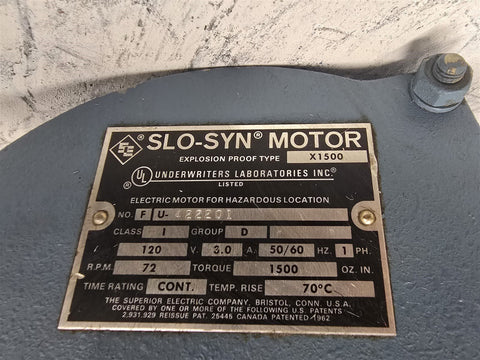 SE SLO-SYN® MOTOR
EXPLOSION PROOF TYPE X1500
UL ® UNDERWRITERS LABORATORIES INC®
LISTED
ELECTRIC MOTOR FOR HAZARDOUS LOCATION
NO. F U-422201
CLASS I GROUP D
120 V. 3.0 A. 50/60 HZ. 1 PH.
R.P.M. 72 TORQUE 1500 OZ. IN.
TIME RATING CONT. TEMP. RISE 70°C
THE SUPERIOR ELECTRIC COMPANY, BRISTOL, CONN. U.S.A.
COVERED BY ONE OR MORE OF THE FOLLOWING U.S. PATENTS
2,931,929 REISSUE PAT. 25445 CANADA PATENTED 1962